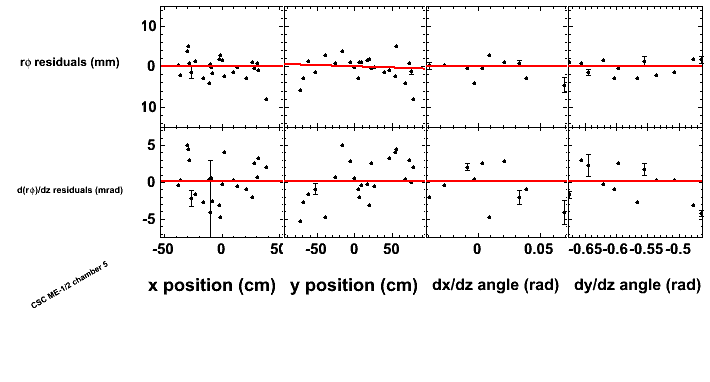 10
rφ residuals (mm)
0
10
5
d(rφ)/dz residuals (mrad)
0
-5
-50 0 50 -50 0 50 0 0.05 -0.65 -0.6 -0.55 -0.5
x position (cm) y position (cm) dx/dz angle (rad) dy/dz angle (rad)
CSC ME-1/2 chamber 5